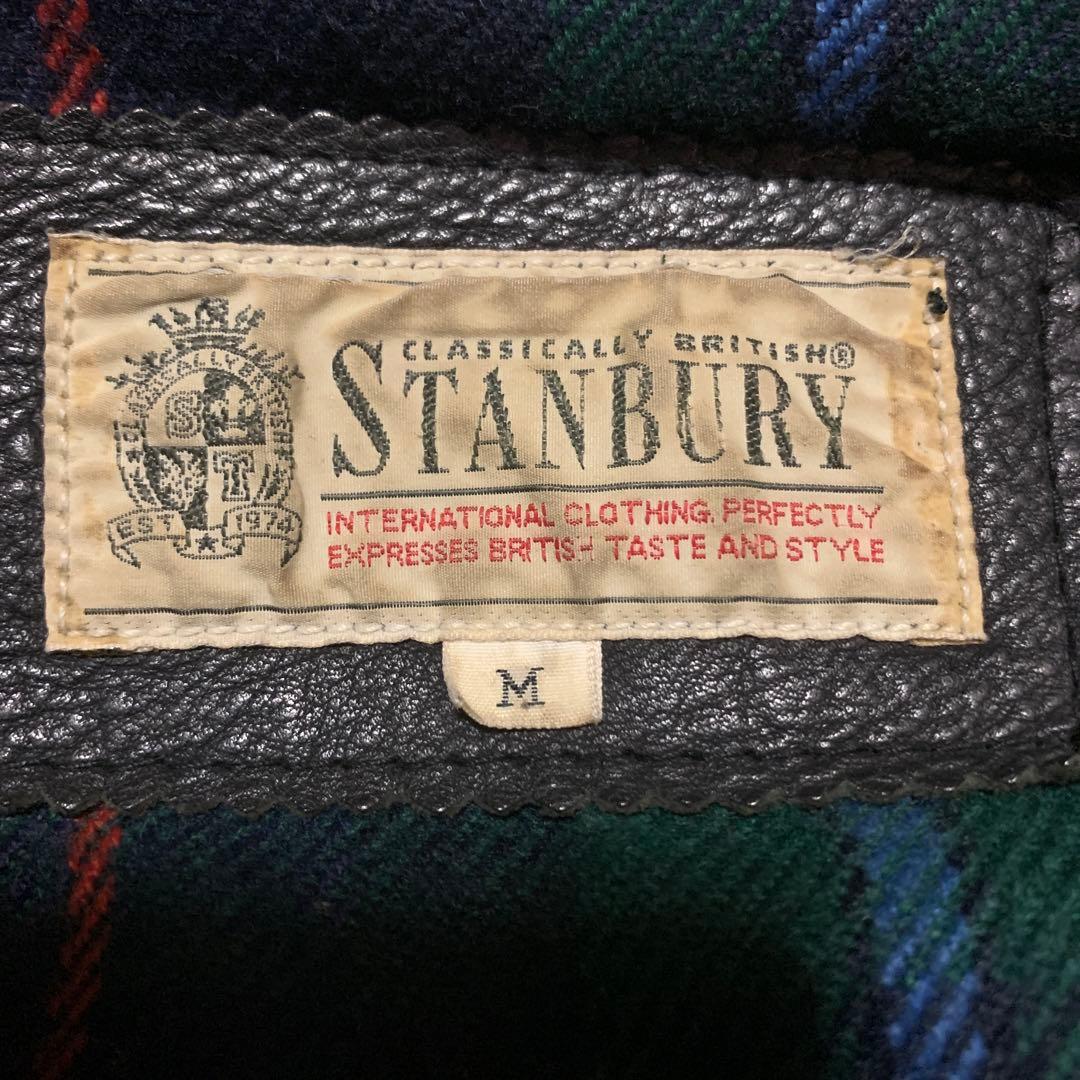 CLASSICALLY BRITISH®
STANBURY
INTERNATIONAL CLOTHING. PERFECTLY
EXPRESSES BRITISH TASTE AND STYLE
EST 1974
S
T
M